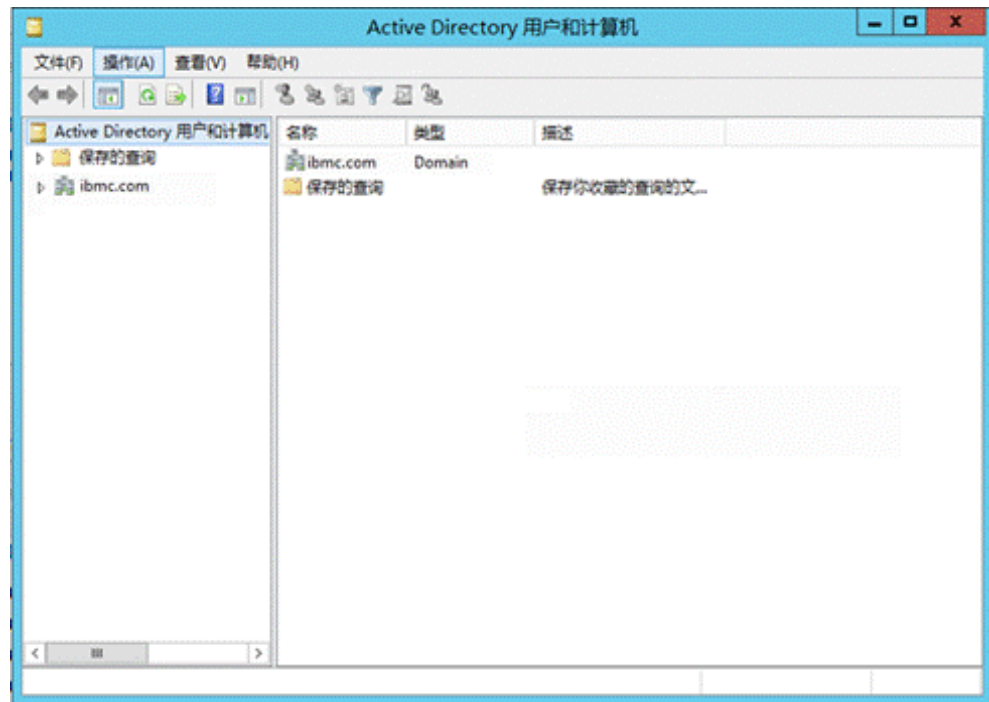 Active Directory 用户和计算机
文件(F) 操作(A) 查看(V) 帮助(H)
Active Directory 用户和计算机
保存的查询
ibmc.com
名称 类型 描述
ibmc.com Domain
保存的查询 保存你收藏的查询的文...